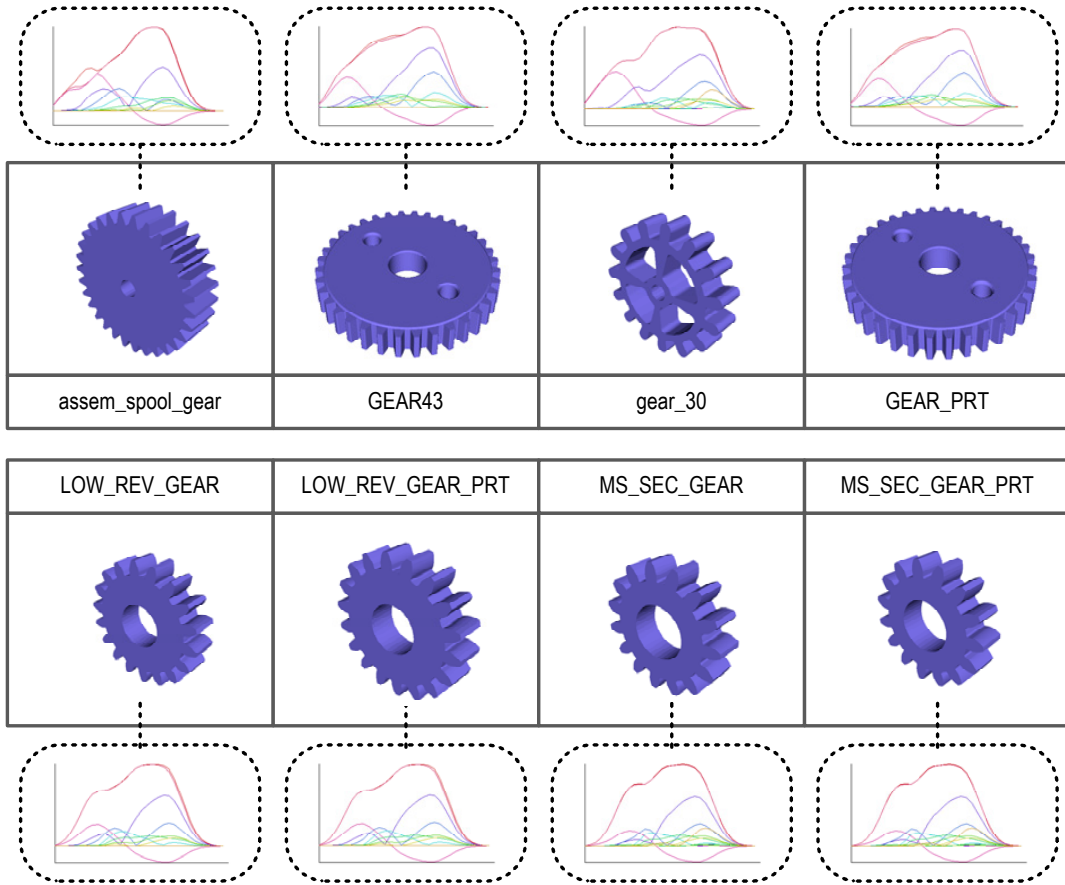 assem_spool_gear
GEAR43
gear_30
GEAR_PRT
LOW_REV_GEAR
LOW_REV_GEAR_PRT
MS_SEC_GEAR
MS_SEC_GEAR_PRT